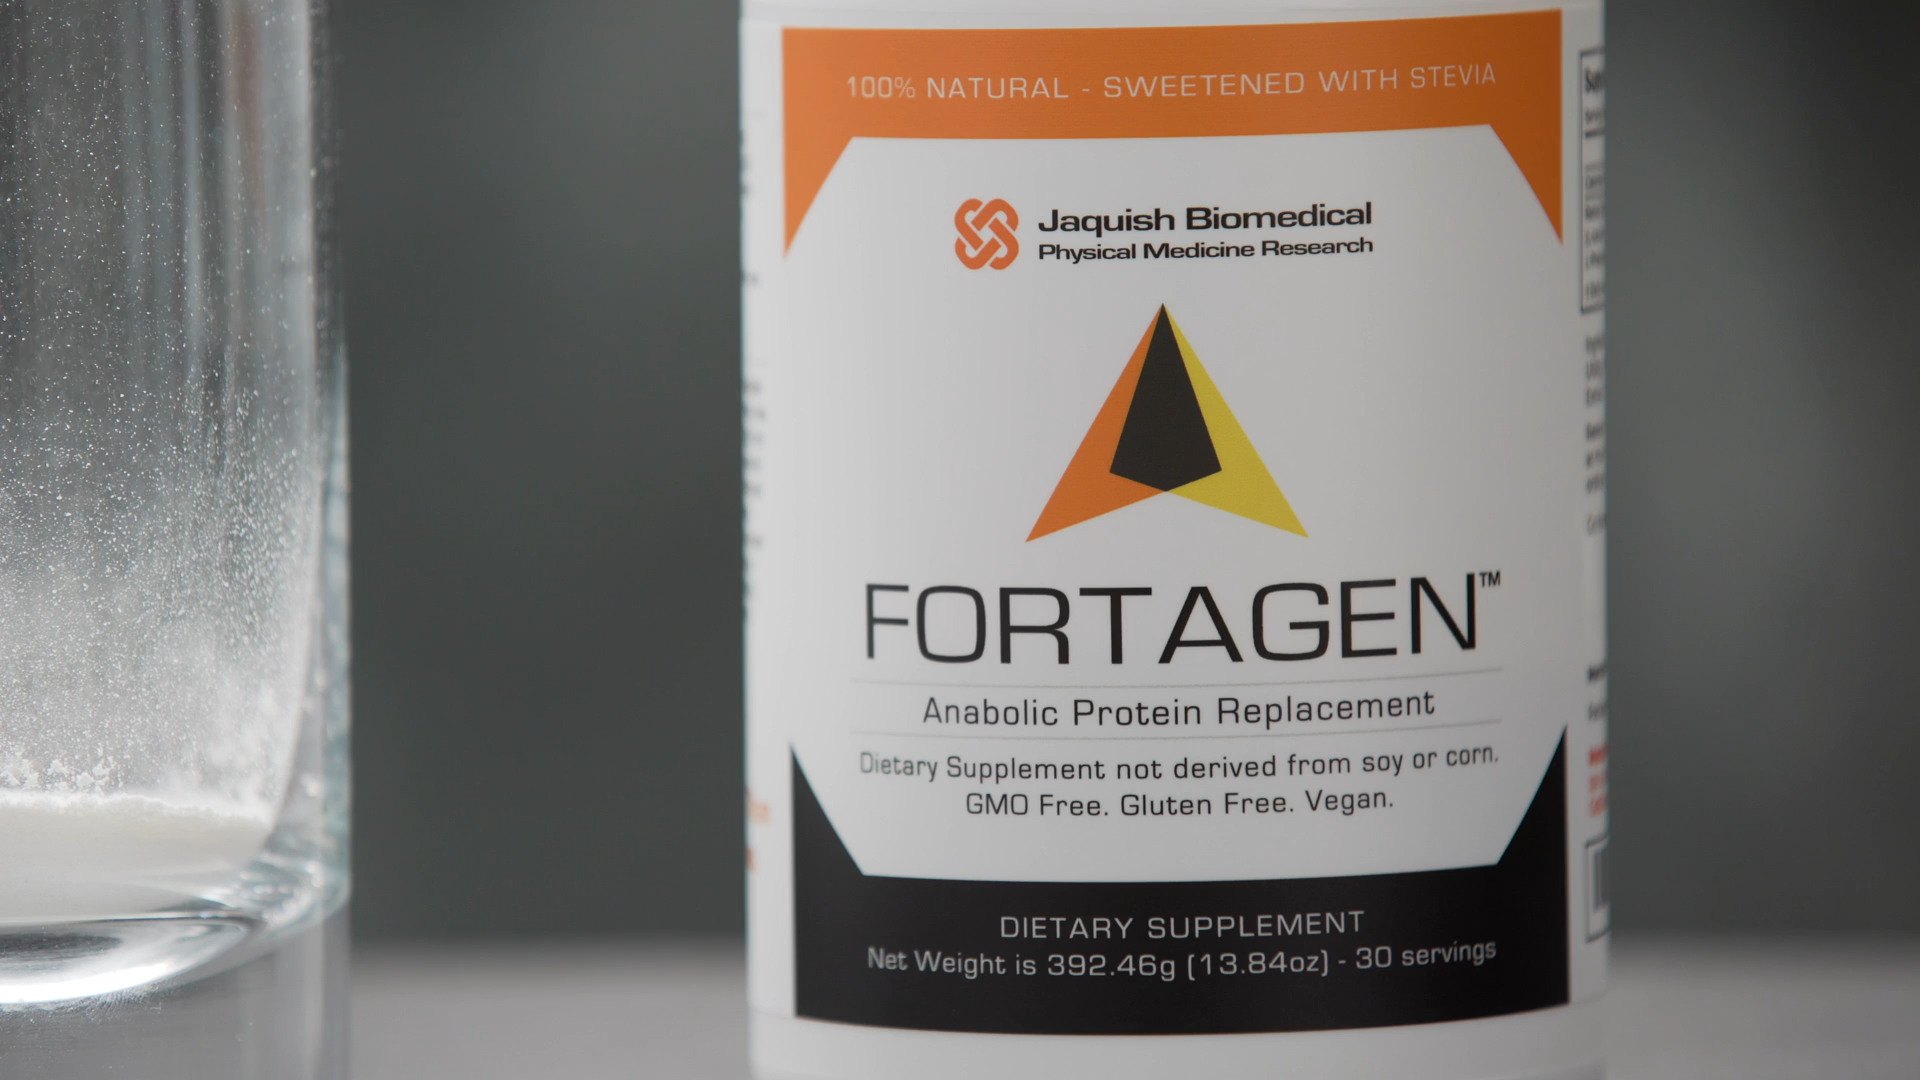 100% NATURAL - SWEETENED WITH STEVIA
Jaquish Biomedical
Physical Medicine Research
FORTAGEN™
Anabolic Protein Replacement
Dietary Supplement not derived from soy or corn.
GMO Free. Gluten Free. Vegan.
DIETARY SUPPLEMENT
Net Weight is 392.46g (13.84oz) - 30 servings